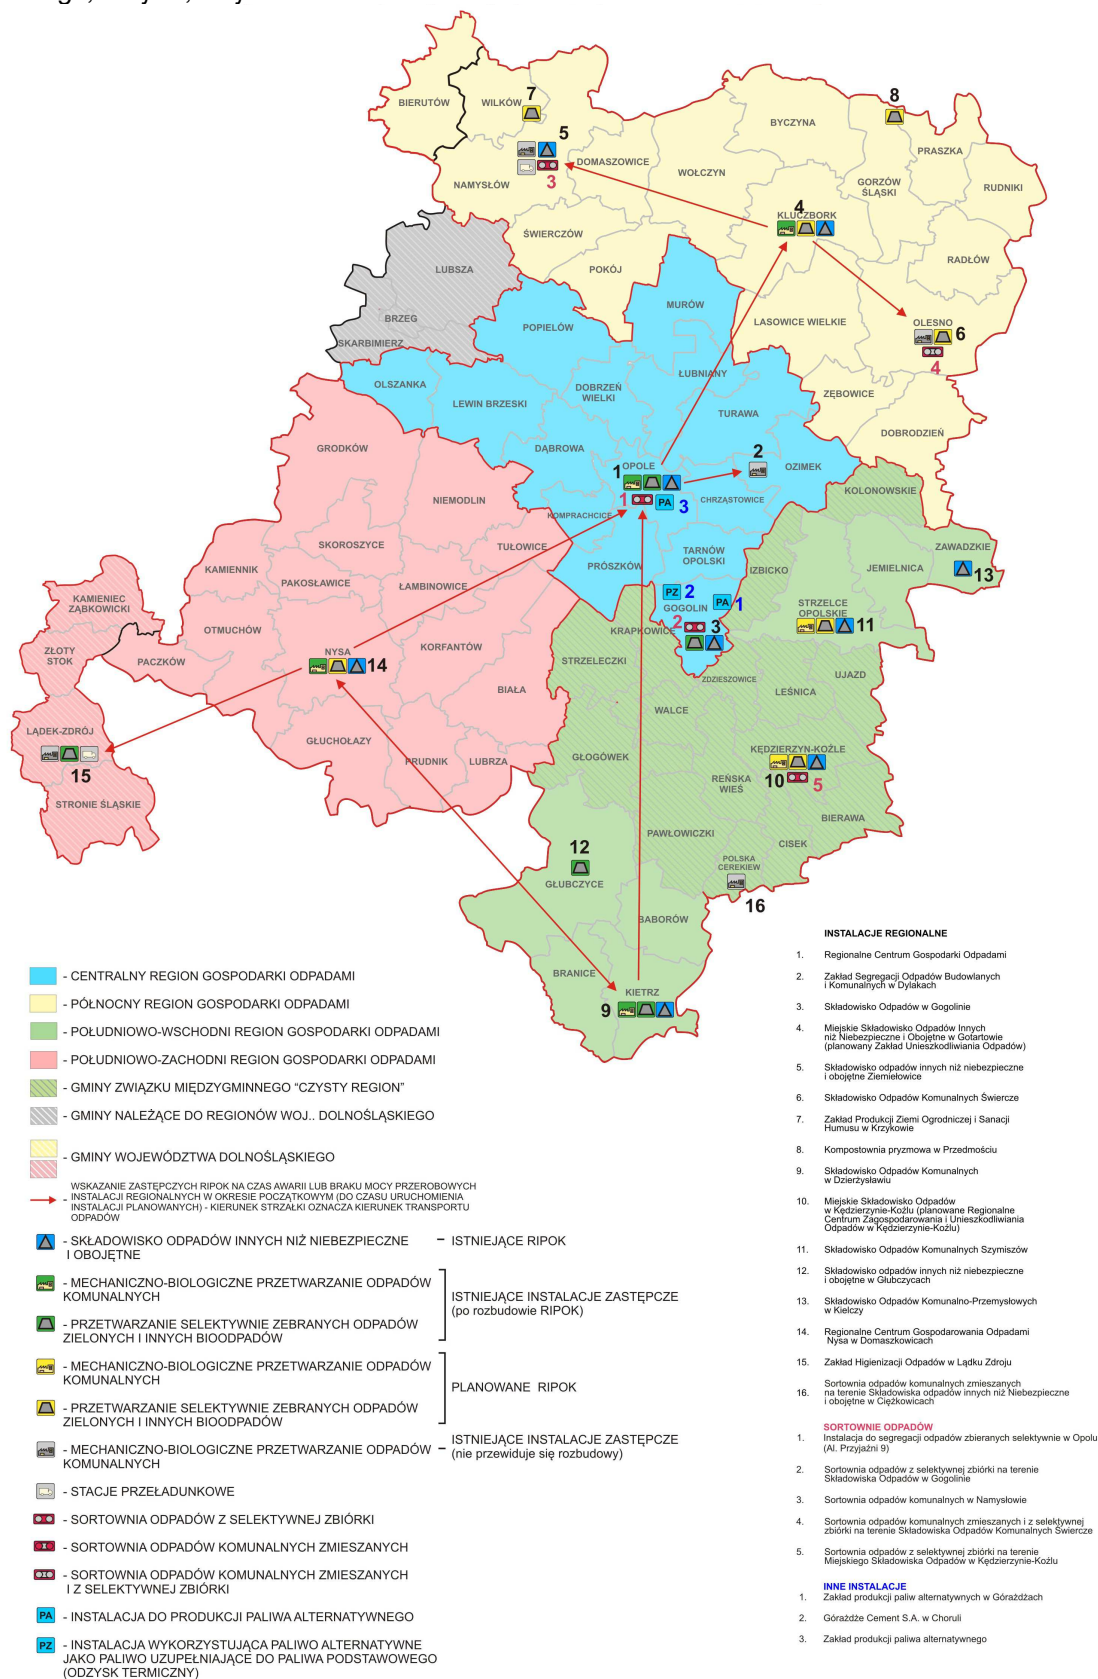 BIERUTÓW
WILKÓW
7
8
5
BYCZYNA
PRASZKA
DOMASZOWICE
WOŁCZYN
NAMYSŁÓW
3
GORZÓW
ŚLĄSKI
RUDNIKI
4
KLUCZBORK
ŚWIERCZÓW
RADŁÓW
LUBSZA
POKÓJ
MURÓW
BRZEG
POPIELÓW
LASOWICE WIELKIE
OLESNO
6
SKARBIMIERZ
4
OLSZANKA
ŁUBNIANY
DOBRZEŃ
WIELKI
ZĘBOWICE
LEWIN BRZESKI
TURAWA
DOBRODZIEŃ
GRODKÓW
DĄBROWA
2
OPOLE
1
OZIMEK
NIEMODLIN
KOLONOWSKIE
1
PA
3
CHRZĄSTOWICE
KOMPRACHCICE
SKOROSZYCE
TUŁOWICE
TARNÓW
OPOLSKI
ZAWADZKIE
KAMIENNIK
PRÓSZKÓW
IZBICKO
JEMIELNICA
13
PAKOSŁAWICE
ŁAMBINOWICE
KAMIENIEC
ZĄBKOWICKI
PZ
2
PA
1
GOGOLIN
STRZELCE
OPOLSKIE
11
OTMUCHÓW
2
3
KRAPKOWICE
ZŁOTY
STOK
PACZKÓW
NYSA
14
KORFANTÓW
STRZELECZKI
ZDZIESZOWICE
UJAZD
BIAŁA
LEŚNICA
WALCE
LĄDEK-ZDRÓJ
GŁUCHOŁAZY
KĘDZIERZYN-KOŹLE
GŁOGÓWEK
PRUDNIK
LUBRZA
15
REŃSKA
WIEŚ
10
5
STRONIE ŚLĄSKIE
BIERAWA
PAWŁOWICZKI
CISEK
12
POLSKA
CEREKIEW
GŁUBCZYCE
16
BABORÓW
BRANICE
KIETRZ
9
- CENTRALNY REGION GOSPODARKI ODPADAMI
- PÓŁNOCNY REGION GOSPODARKI ODPADAMI
- POŁUDNIOWO-WSCHODNI REGION GOSPODARKI ODPADAMI
- POŁUDNIOWO-ZACHODNI REGION GOSPODARKI ODPADAMI
- GMINY ZWIĄZKU MIĘDZYGMINNEGO “CZYSTY REGION”
- GMINY NALEŻĄCE DO REGIONÓW WOJ.. DOLNOŚLĄSKIEGO
- GMINY WOJEWÓDZTWA DOLNOŚLĄSKIEGO
WSKAZANIE ZASTĘPCZYCH RIPOK NA CZAS AWARII LUB BRAKU MOCY PRZEROBOWYCH
- INSTALACJI REGIONALNYCH W OKRESIE POCZĄTKOWYM (DO CZASU URUCHOMIENIA
INSTALACJI PLANOWANYCH) - KIERUNEK STRZAŁKI OZNACZA KIERUNEK TRANSPORTU
ODPADÓW
- SKŁADOWISKO ODPADÓW INNYCH NIŻ NIEBEZPIECZNE
I OBOJĘTNE
– ISTNIEJĄCE RIPOK
- MECHANICZNO-BIOLOGICZNE PRZETWARZANIE ODPADÓW
KOMUNALNYCH
- PRZETWARZANIE SELEKTYWNIE ZEBRANYCH ODPADÓW
ZIELONYCH I INNYCH BIOODPADÓW
ISTNIEJĄCE INSTALACJE ZASTĘPCZE
(po rozbudowie RIPOK)
- MECHANICZNO-BIOLOGICZNE PRZETWARZANIE ODPADÓW
KOMUNALNYCH
- PRZETWARZANIE SELEKTYWNIE ZEBRANYCH ODPADÓW
ZIELONYCH I INNYCH BIOODPADÓW
PLANOWANE RIPOK
- MECHANICZNO-BIOLOGICZNE PRZETWARZANIE ODPADÓW
KOMUNALNYCH
– ISTNIEJĄCE INSTALACJE ZASTĘPCZE
(nie przewiduje się rozbudowy)
- STACJE PRZEŁADUNKOWE
- SORTOWNIA ODPADÓW Z SELEKTYWNEJ ZBIÓRKI
- SORTOWNIA ODPADÓW KOMUNALNYCH ZMIESZANYCH
- SORTOWNIA ODPADÓW KOMUNALNYCH ZMIESZANYCH
I Z SELEKTYWNEJ ZBIÓRKI
PA - INSTALACJA DO PRODUKCJI PALIWA ALTERNATYWNEGO
PZ - INSTALACJA WYKORZYSTUJĄCA PALIWO ALTERNATYWNE
JAKO PALIWO UZUPEŁNIAJĄCE DO PALIWA PODSTAWOWEGO
(ODZYSK TERMICZNY)
INSTALACJE REGIONALNE
1. Regionalne Centrum Gospodarki Odpadami
2. Zakład Segregacji Odpadów Budowlanych
i Komunalnych w Dylakach
3. Składowisko Odpadów w Gogolinie
4. Miejskie Składowisko Odpadów Innych
niż Niebezpieczne i Obojętne w Gotartowie
(planowany Zakład Unieszkodliwiania Odpadów)
5. Składowisko odpadów innych niż niebezpieczne
i obojętne Ziemiełowice
6. Składowisko Odpadów Komunalnych Świercze
7. Zakład Produkcji Ziemi Ogrodniczej i Sanacji
Humusu w Krzykowie
8. Kompostownia pryzmowa w Przedmościu
9. Składowisko Odpadów Komunalnych
w Dzierżysławiu
10. Miejskie Składowisko Odpadów
w Kędzierzynie-Koźlu (planowane Regionalne
Centrum Zagospodarowania i Unieszkodliwiania
Odpadów w Kędzierzynie-Koźlu)
11. Składowisko Odpadów Komunalnych Szymiszów
12. Składowisko odpadów innych niż niebezpieczne
i obojętne w Głubczycach
13. Składowisko Odpadów Komunalno-Przemysłowych
w Kielczy
14. Regionalne Centrum Gospodarowania Odpadami
Nysa w Domaszkowicach
15. Zakład Higienizacji Odpadów w Lądku Zdroju
Sortownia odpadów komunalnych zmieszanych
16. na terenie Składowiska odpadów innych niż Niebezpieczne
i obojętne w Ciężkowicach
SORTOWNIE ODPADÓW
1. Instalacja do segregacji odpadów zbieranych selektywnie w Opolu
(Al. Przyjaźni 9)
2. Sortownia odpadów z selektywnej zbiórki na terenie
Składowiska Odpadów w Gogolinie
3. Sortownia odpadów komunalnych w Namysłowie
4. Sortownia odpadów komunalnych zmieszanych i z selektywnej
zbiórki na terenie Składowiska Odpadów Komunalnych Świercze
5. Sortownia odpadów z selektywnej zbiórki na terenie
Miejskiego Składowiska Odpadów w Kędzierzynie-Koźlu
INNE INSTALACJE
1. Zakład produkcji paliw alternatywnych w Górażdżach
2. Górażdże Cement S.A. w Choruli
3. Zakład produkcji paliwa alternatywnego